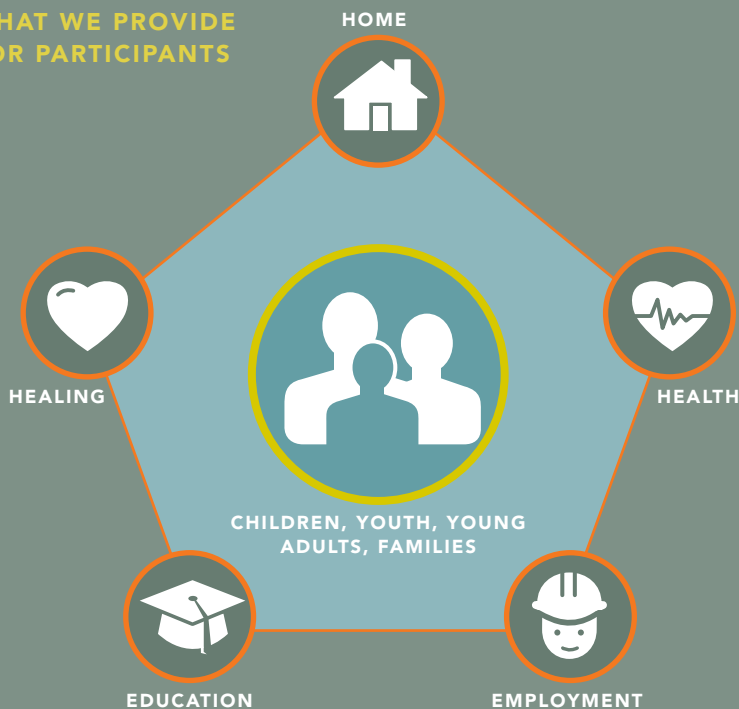 HAT WE PROVIDE
OR PARTICIPANTS
HOME
HEALING
HEALTH
CHILDREN, YOUTH, YOUNG
ADULTS, FAMILIES
EDUCATION
EMPLOYMENT